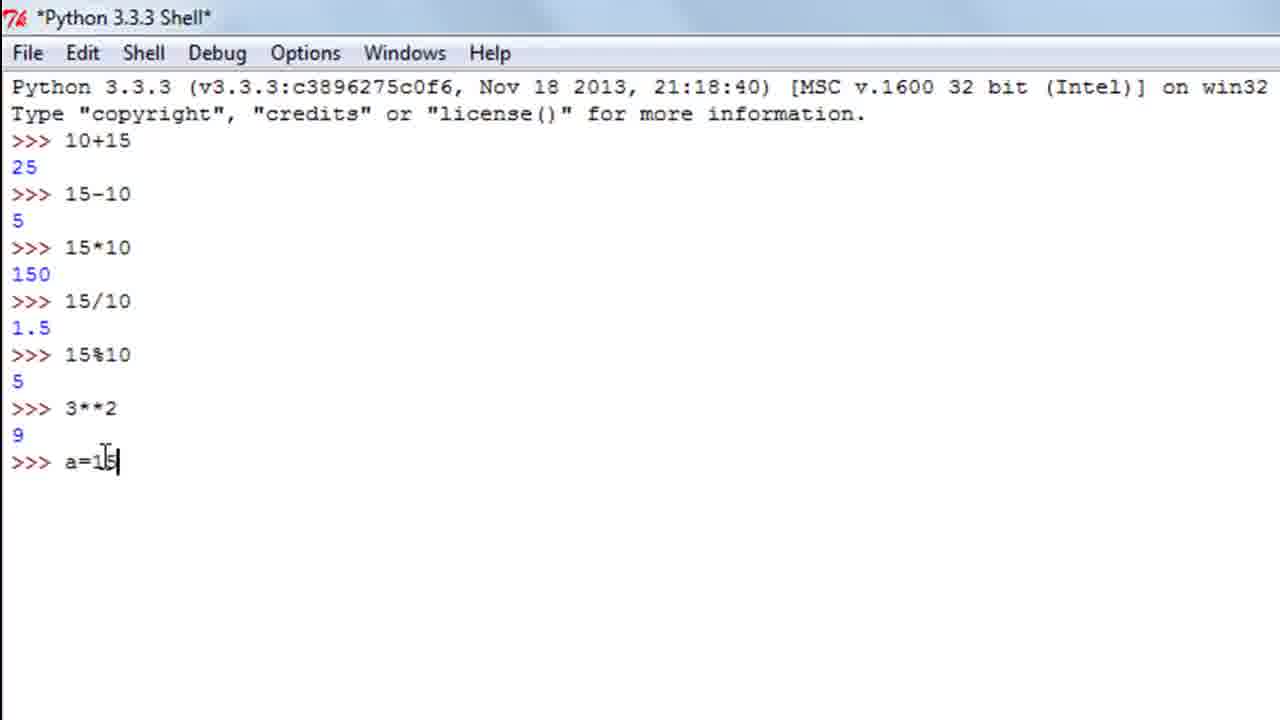 *Python 3.3.3 Shell*
File Edit Shell Debug Options Windows Help
Python 3.3.3 (v3.3.3:c3896275c0f6, Nov 18 2013, 21:18:40) [MSC v.1600 32 bit (Intel)] on win32
Type "copyright", "credits" or "license()" for more information.
>>> 10+15
25
>>> 15-10
5
>>> 15*10
150
>>> 15/10
1.5
>>> 15%10
5
>>> 3**2
9
>>> a=15